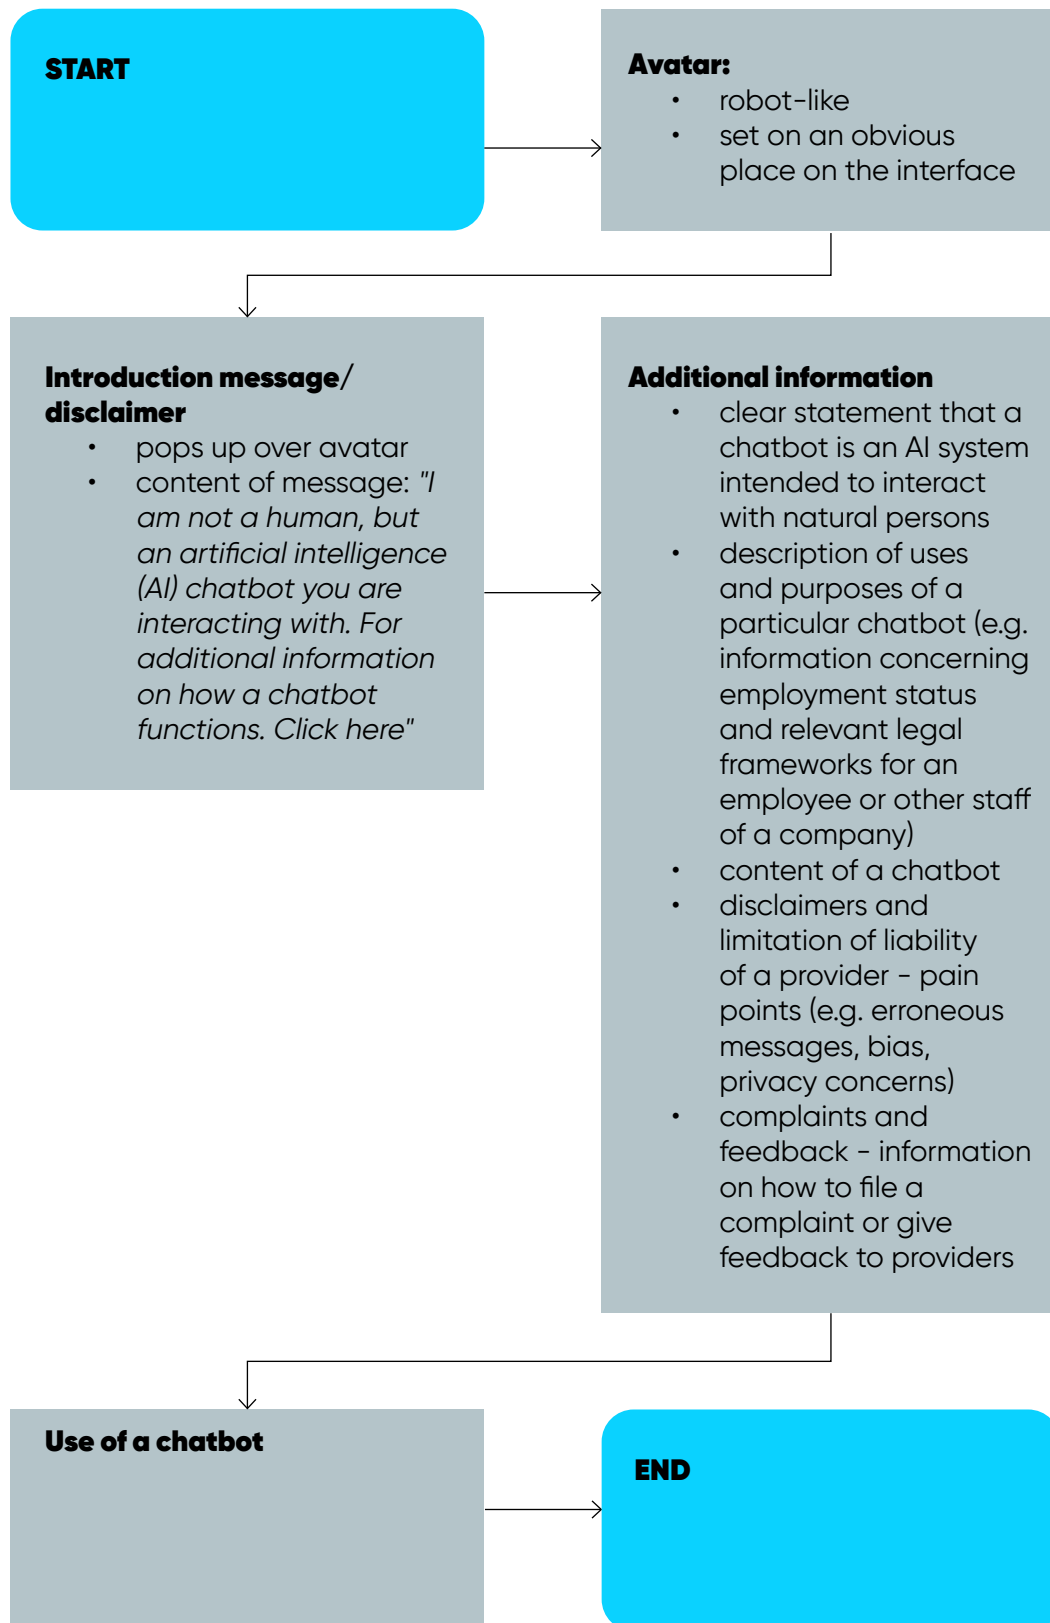 START
Avatar:
• robot-like
• set on an obvious
place on the interface
Introduction message/
disclaimer
• pops up over avatar
• content of message: "I
am not a human, but
an artificial intelligence
(AI) chatbot you are
interacting with. For
additional information
on how a chatbot
functions. Click here"
Additional information
• clear statement that a
chatbot is an AI system
intended to interact
with natural persons
• description of uses
and purposes of a
particular chatbot (e.g.
information concerning
employment status
and relevant legal
frameworks for an
employee or other staff
of a company)
• content of a chatbot
• disclaimers and
limitation of liability
of a provider - pain
points (e.g. erroneous
messages, bias,
privacy concerns)
• complaints and
feedback - information
on how to file a
complaint or give
feedback to providers
Use of a chatbot
END